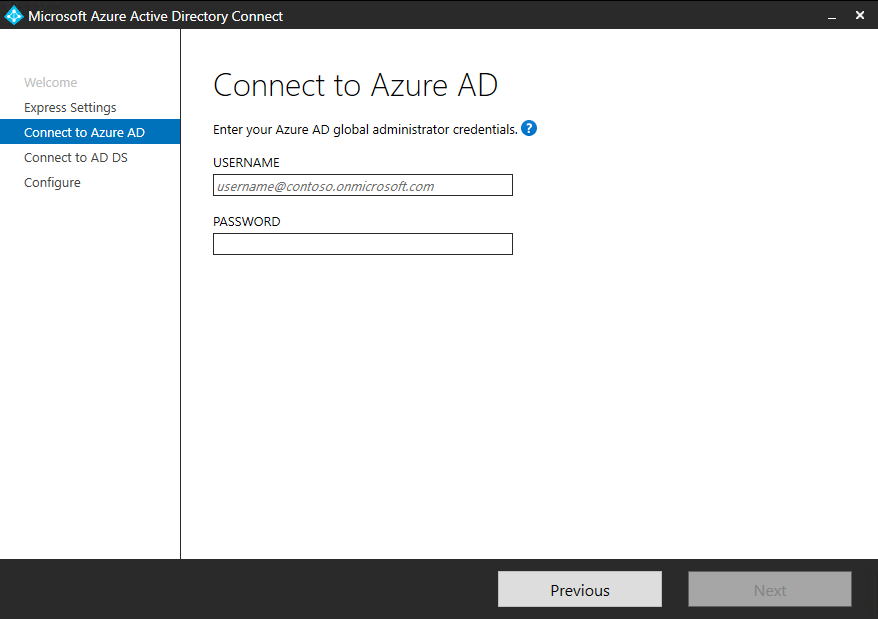 Microsoft Azure Active Directory Connect
Welcome
Express Settings
Connect to Azure AD
Connect to AD DS
Configure
Connect to Azure AD
Enter your Azure AD global administrator credentials. ?
USERNAME
username@contoso.onmicrosoft.com
PASSWORD
Previous
Next